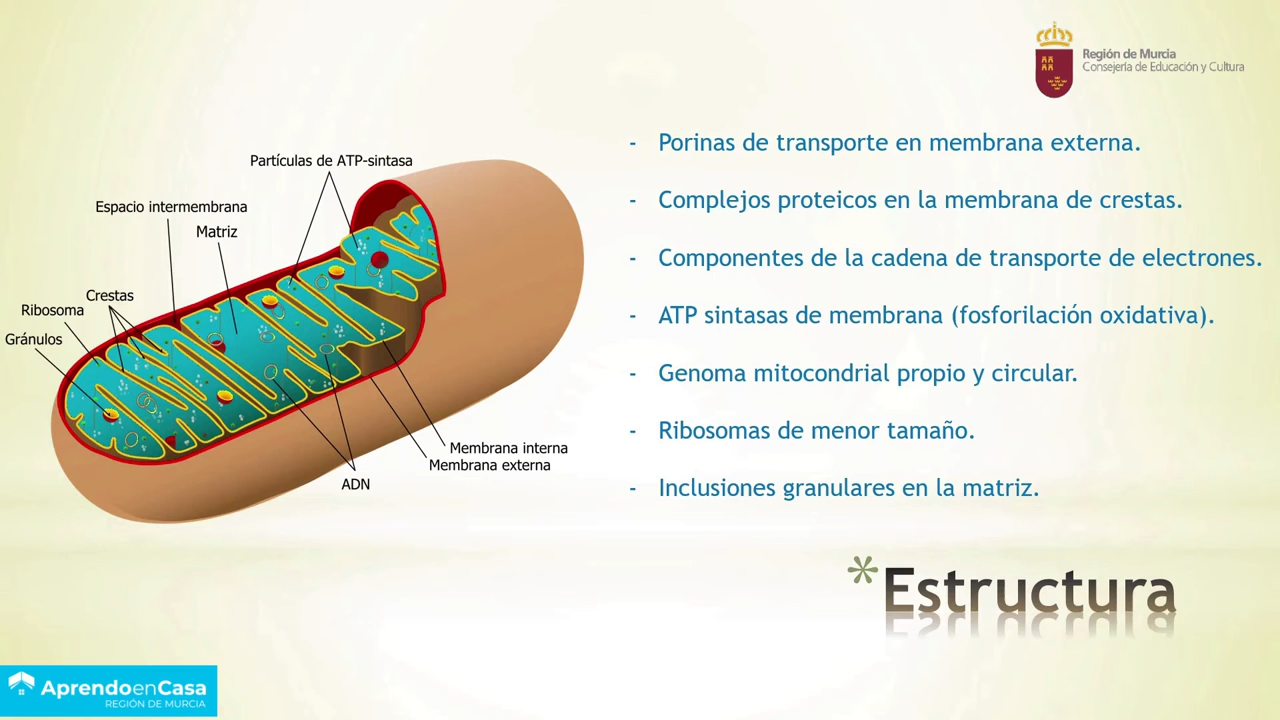 Región de Murcia
Consejería de Educación y Cultura
Partículas de ATP-sintasa
Espacio intermembrana
Matriz
Crestas
Ribosoma
Gránulos
Membrana interna
Membrana externa
ADN
- Porinas de transporte en membrana externa.
- Complejos proteicos en la membrana de crestas.
- Componentes de la cadena de transporte de electrones.
- ATP sintasas de membrana (fosforilación oxidativa).
- Genoma mitocondrial propio y circular.
- Ribosomas de menor tamaño.
- Inclusiones granulares en la matriz.
*Estructura
AprendoenCasa
REGIÓN DE MURCIA